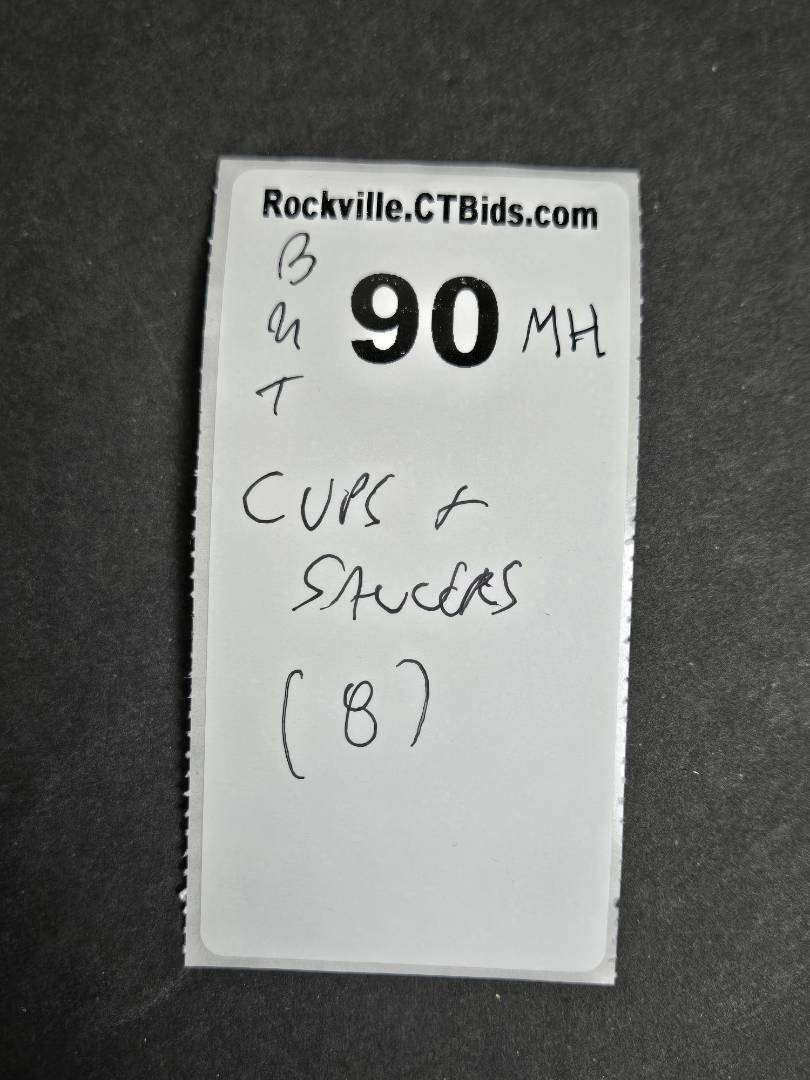 Rockville.CTBids.com
B
90 MH
T
CUPS +
SAUCERS
(8)